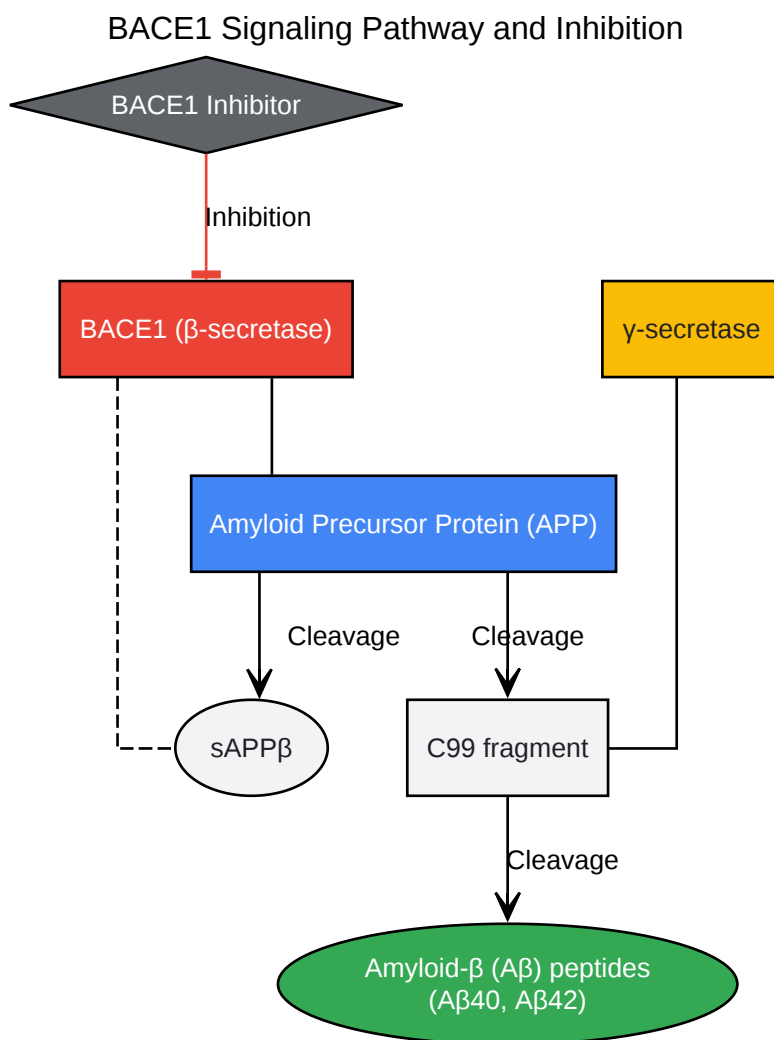 BACE1 Signaling Pathway and Inhibition
BACE1 Inhibitor
Inhibition
BACE1 (β-secretase)
γ-secretase
Amyloid Precursor Protein (APP)
Cleavage
Cleavage
sAPPβ
C99 fragment
Cleavage
Amyloid-β (Aβ) peptides
(Aβ40, Aβ42)